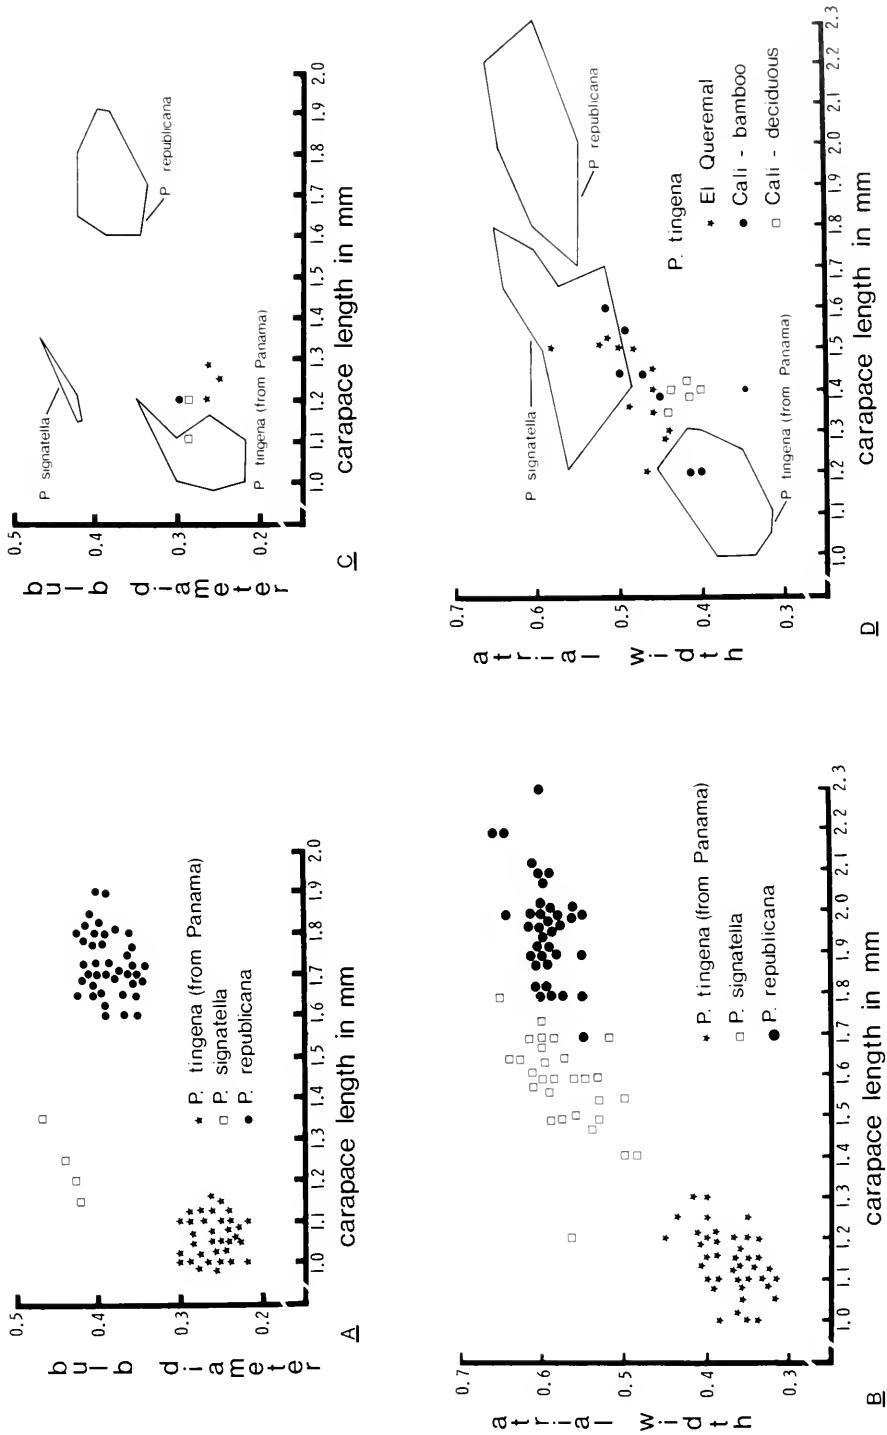 0.5
0.4
0.3
0.2
bulb diameter
1.0 1.1 1.2 1.3 1.4 1.5 1.6 1.7 1.8 1.9 2.0
carapace length in mm
★ P. tingena (from Panama)
□ P. signatella
● P. republicana
A
0.7
0.6
0.5
0.4
0.3
atrial width
1.0 1.1 1.2 1.3 1.4 1.5 1.6 1.7 1.8 1.9 2.0 2.1 2.2 2.3
carapace length in mm
★ P. tingena (from Panama)
□ P. signatella
● P. republicana
B
0.5
0.4
0.3
0.2
bulb diameter
P signatella
P republicana
P tingena (from Panama)
1.0 1.1 1.2 1.3 1.4 1.5 1.6 1.7 1.8 1.9 2.0
carapace length in mm
C
0.7
0.6
0.5
0.4
0.3
atrial width
P signatella
P republicana
P tingena (from Panama)
P. tingena
★ El Queremal
● Cali - bamboo
□ Cali - deciduous
1.0 1.1 1.2 1.3 1.4 1.5 1.6 1.7 1.8 1.9 2.0 2.1 2.2 2.3
carapace length in mm
D